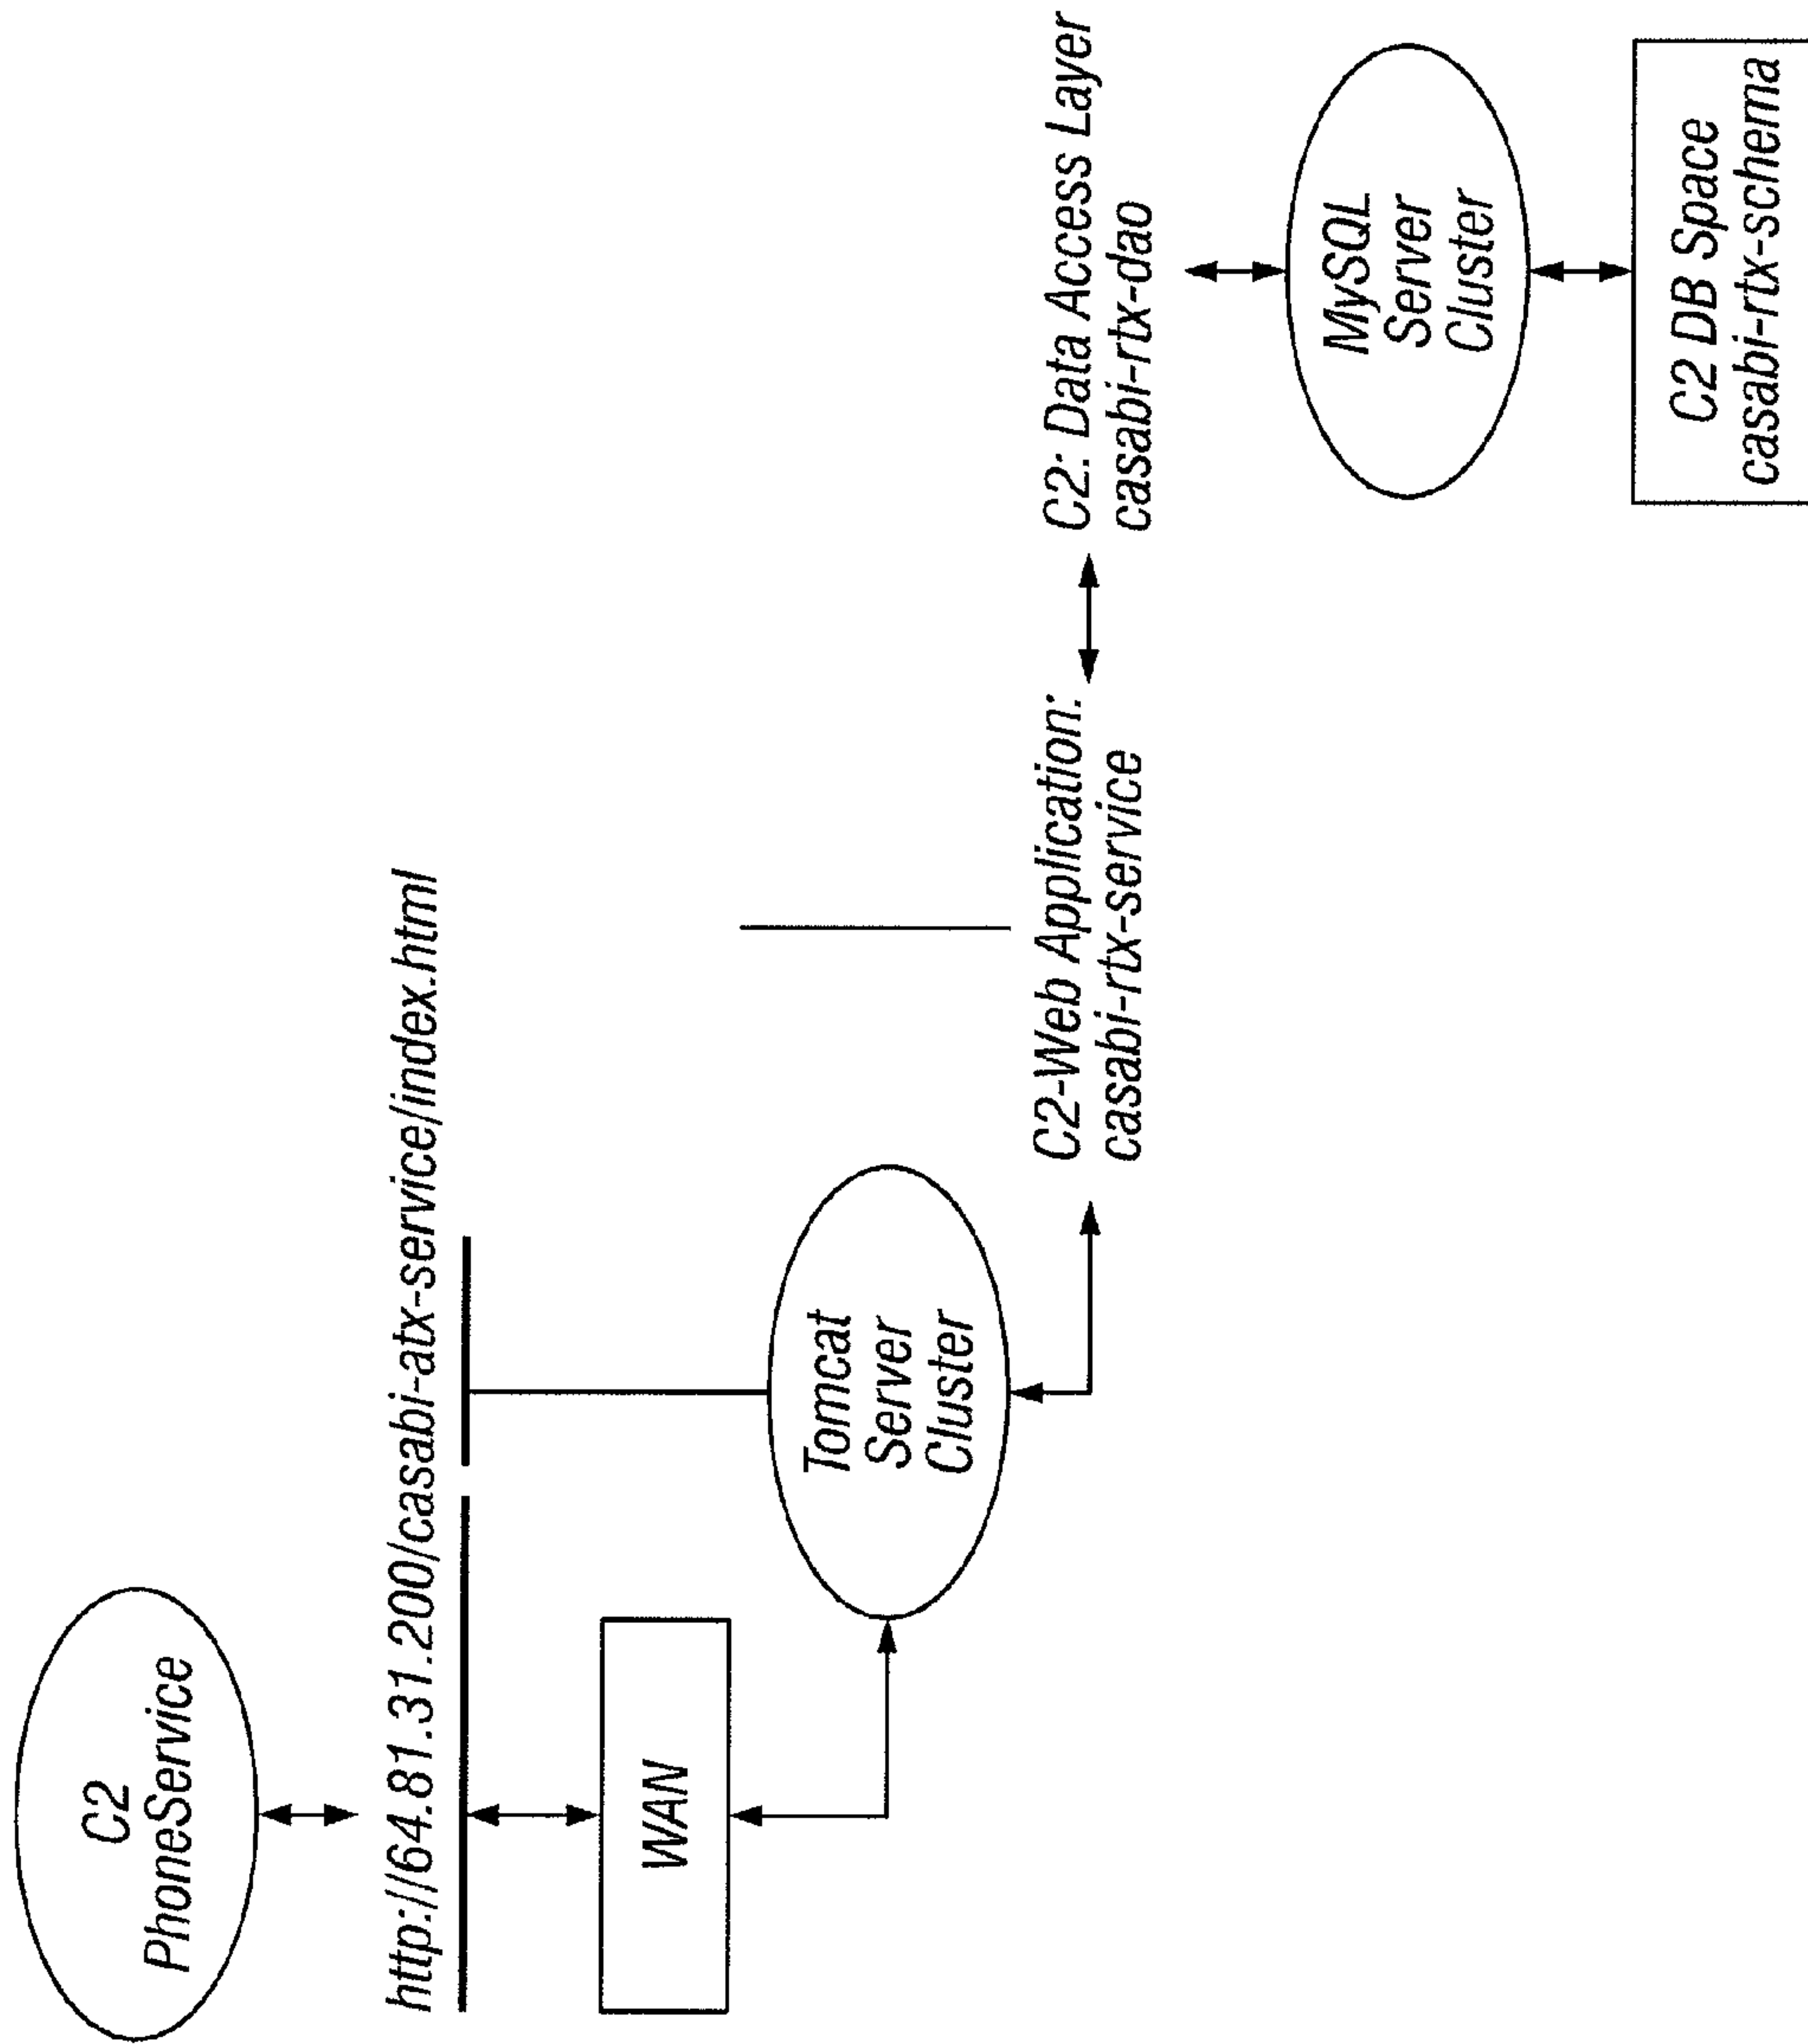 C2
PhoneService
http://64.81.31.200/casabi-atx-service/index.html
WAN
Tomcat
Server
Cluster
C2-Web Application:
casabi-rtx-service
C2: Data Access Layer
casabi-rtx-dao
MySQL
Server
Cluster
C2 DB Space
casabi-rtx-schema